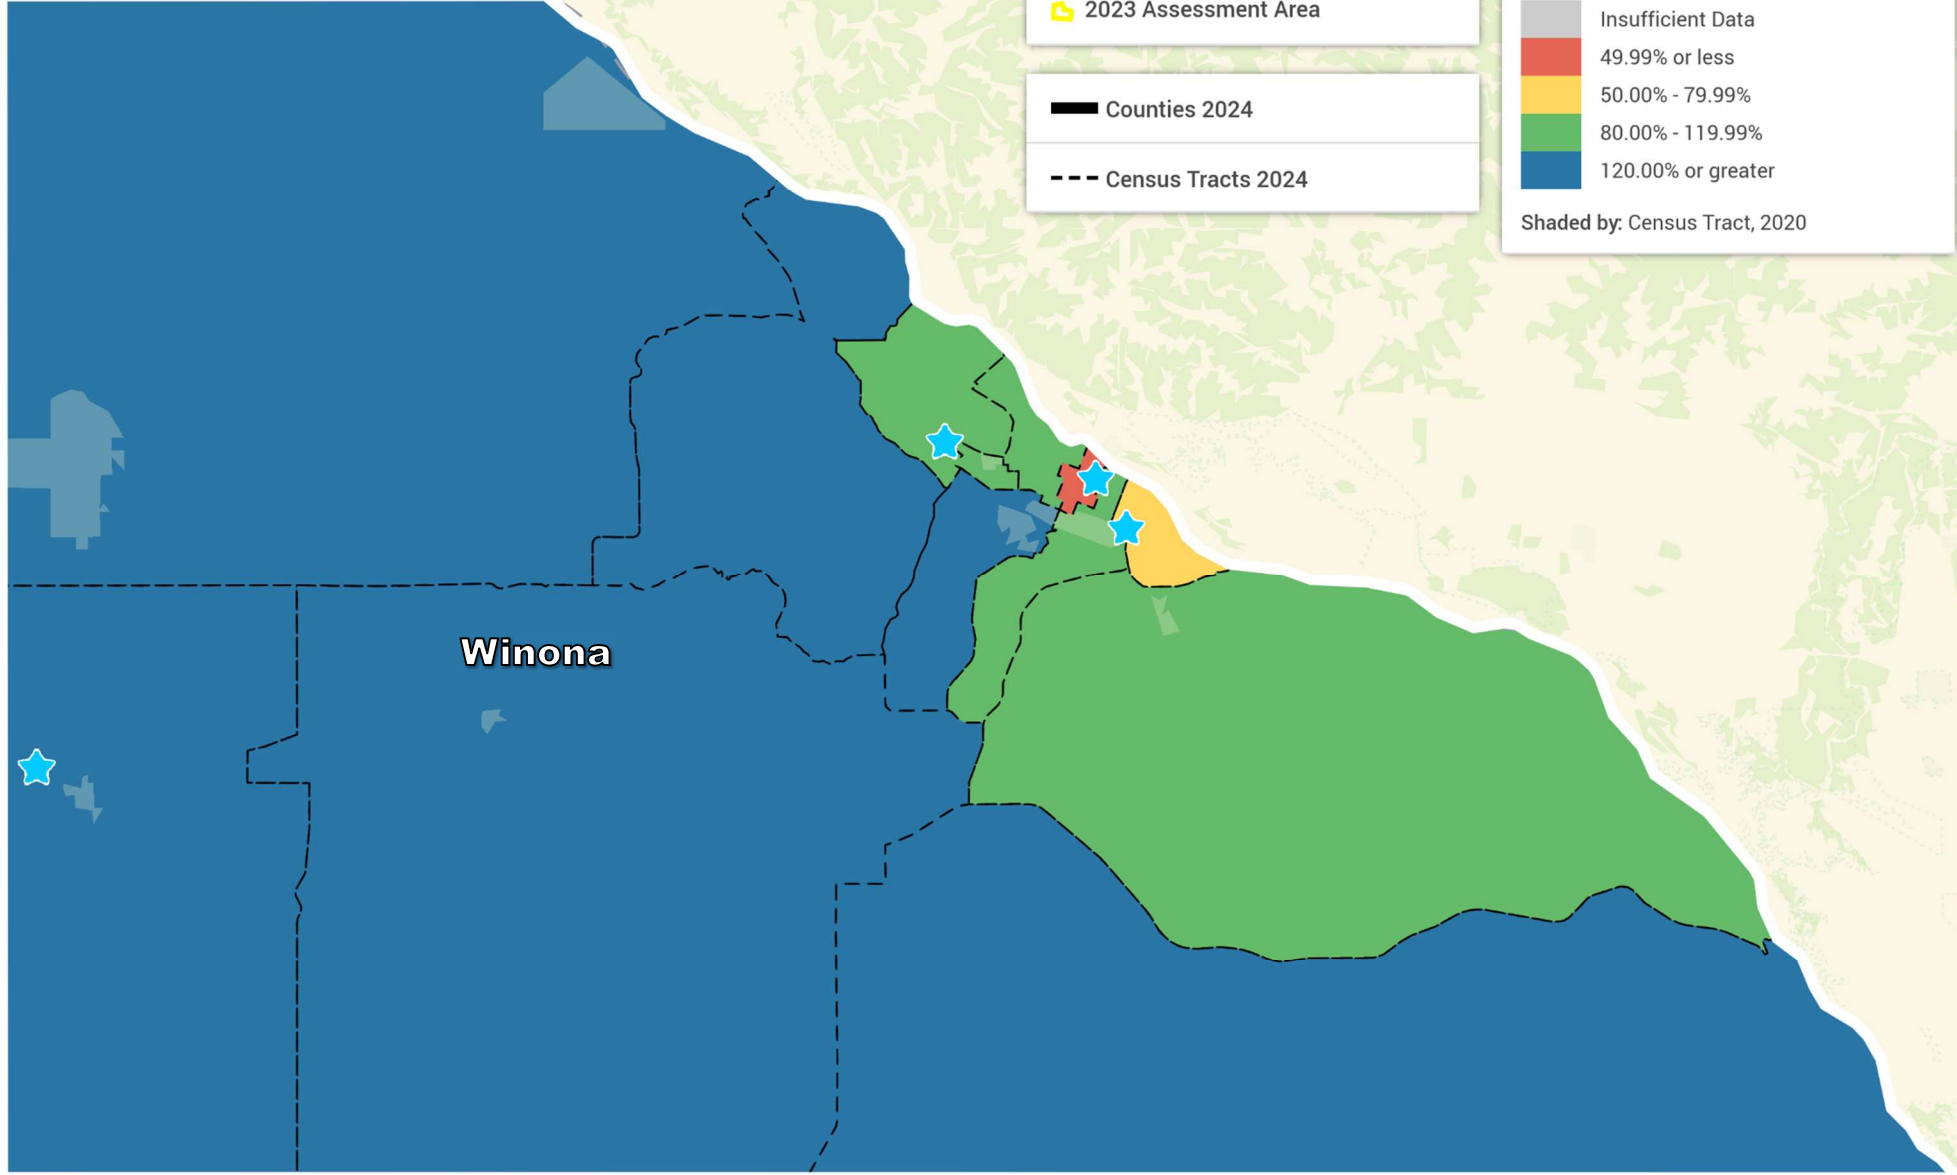 2023 Assessment Area
Counties 2024
Census Tracts 2024
Insufficient Data
49.99% or less
50.00% - 79.99%
80.00% - 119.99%
120.00% or greater
Shaded by: Census Tract, 2020
Winona